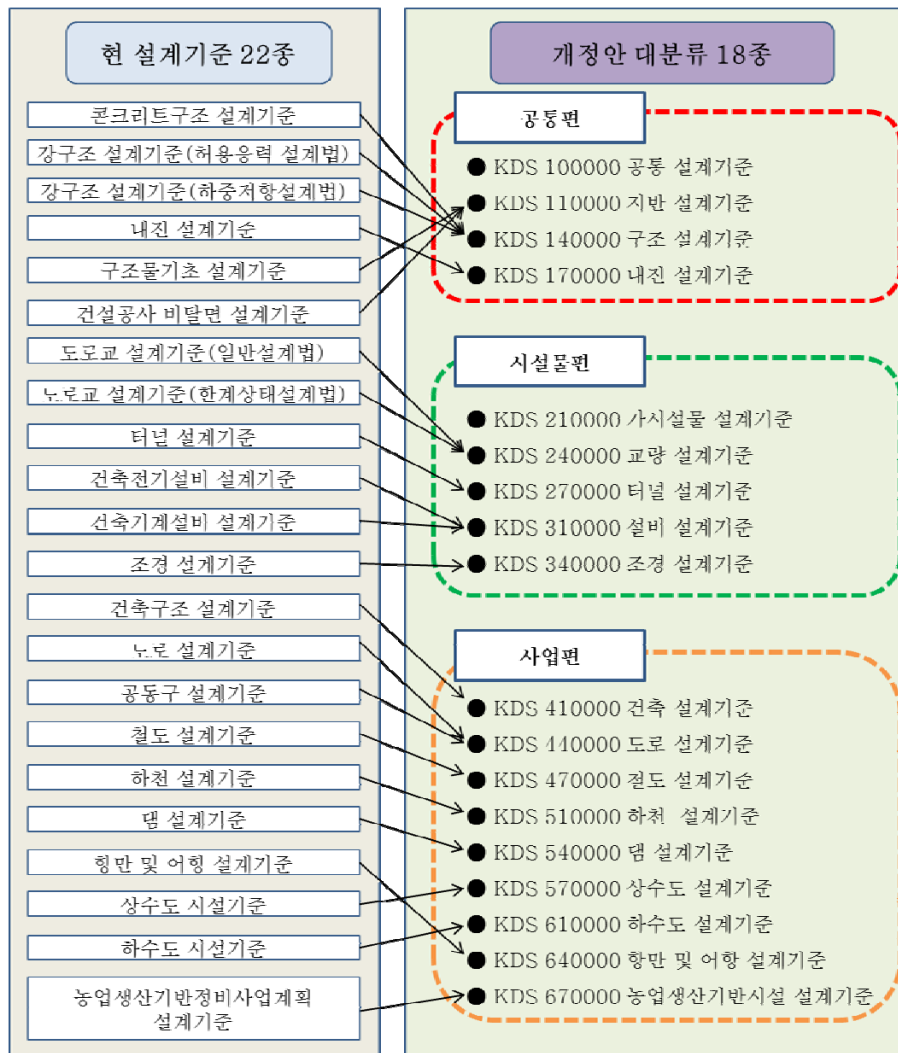 현 설계기준 22종
콘크리트구조 설계기준
강구조 설계기준(허용응력 설계법)
강구조 설계기준(하중저항설계법)
내진 설계기준
구조물기초 설계기준
건설공사 비탈면 설계기준
도로교 설계기준(일반설계법)
도로교 설계기준(한계상태설계법)
터널 설계기준
건축전기설비 설계기준
건축기계설비 설계기준
조경 설계기준
건축구조 설계기준
도로 설계기준
공동구 설계기준
철도 설계기준
하천 설계기준
댐 설계기준
항만 및 어항 설계기준
상수도 시설기준
하수도 시설기준
농업생산기반정비사업계획
설계기준
개정안 대분류 18종
공통편
● KDS 100000 공통 설계기준
● KDS 110000 지반 설계기준
● KDS 140000 구조 설계기준
● KDS 170000 내진 설계기준
시설물편
● KDS 210000 가시설물 설계기준
● KDS 240000 교량 설계기준
● KDS 270000 터널 설계기준
● KDS 310000 설비 설계기준
● KDS 340000 조경 설계기준
사업편
● KDS 410000 건축 설계기준
● KDS 440000 도로 설계기준
● KDS 470000 철도 설계기준
● KDS 510000 하천 설계기준
● KDS 540000 댐 설계기준
● KDS 570000 상수도 설계기준
● KDS 610000 하수도 설계기준
● KDS 640000 항만 및 어항 설계기준
● KDS 670000 농업생산기반시설 설계기준